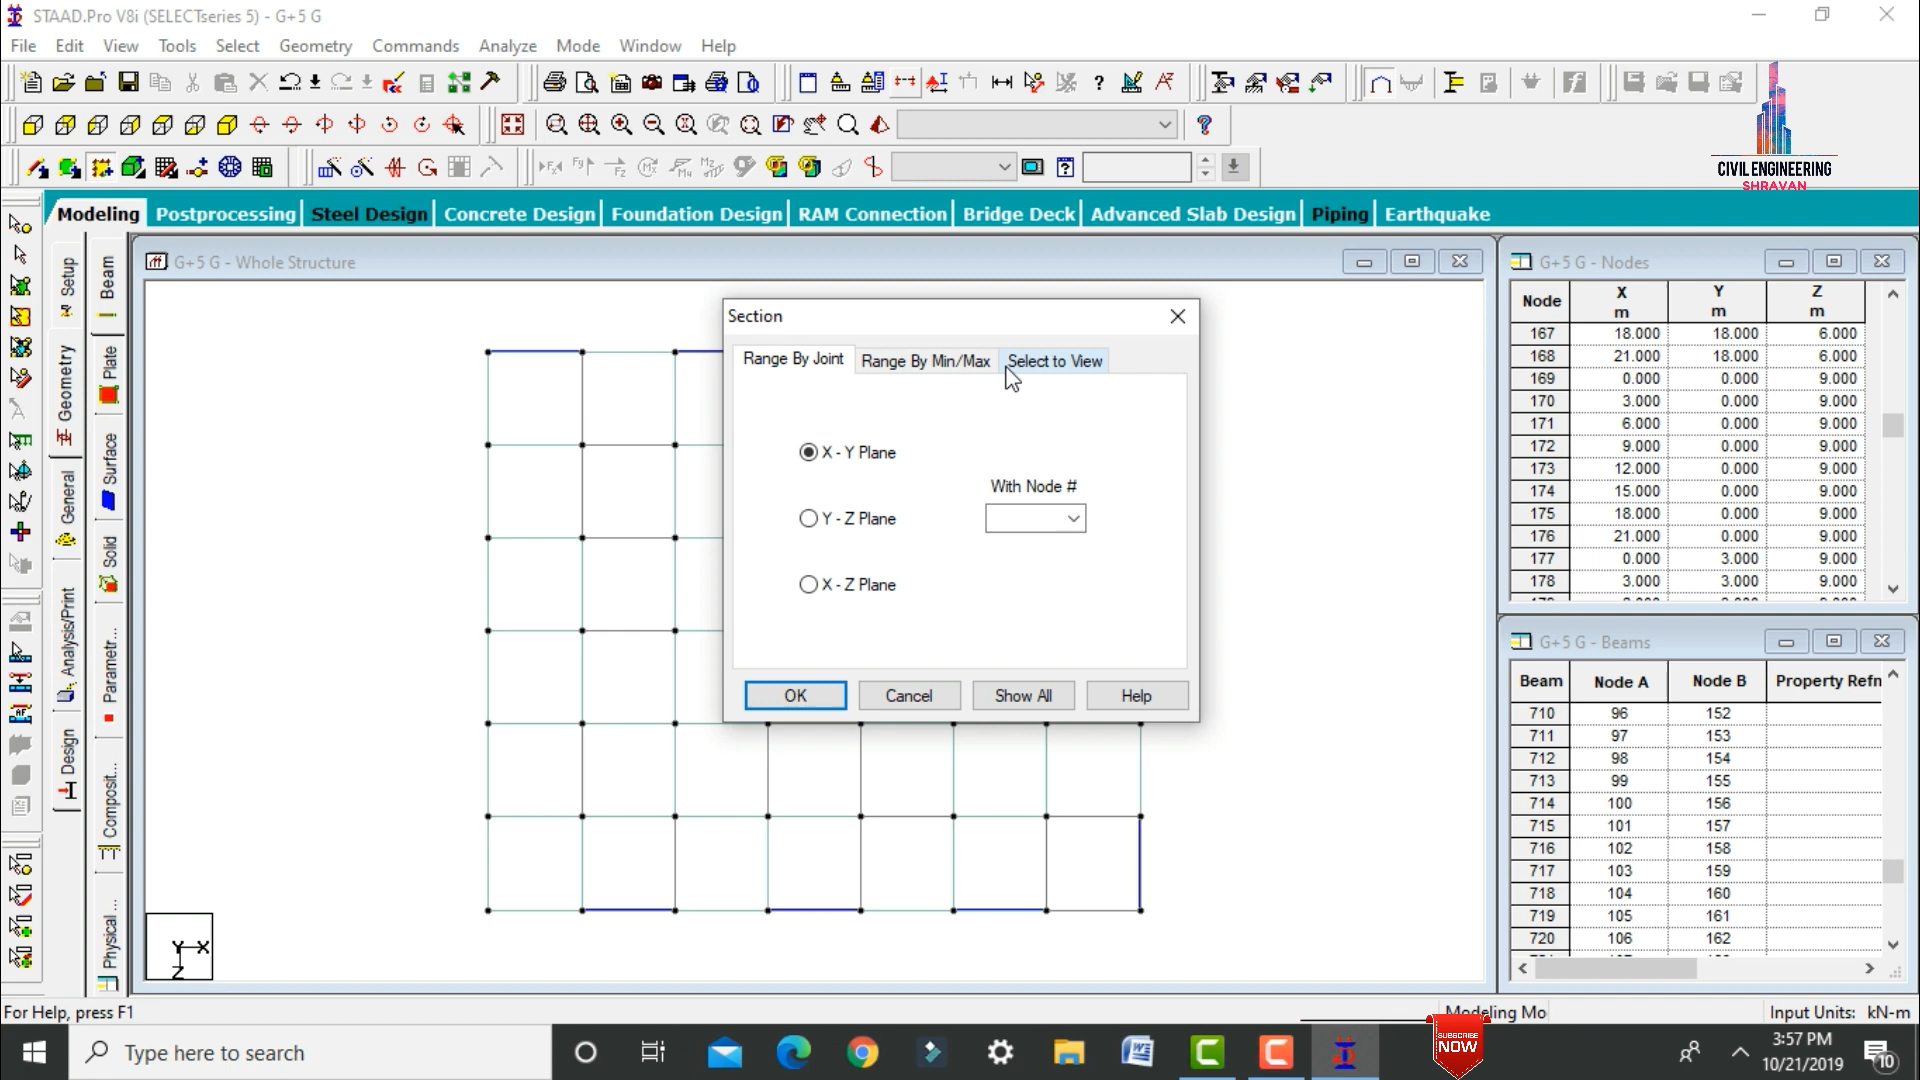 STAAD.Pro V8i (SELECTseries 5) - G+5 G
File Edit View Tools Select Geometry Commands Analyze Mode Window Help
CIVIL ENGINEERING
SHRAVAN
Modeling Postprocessing Steel Design Concrete Design Foundation Design RAM Connection Bridge Deck Advanced Slab Design Piping Earthquake
Setup
Geometry
General
Analysis/Print
Design
Beam
Plate
Surface
Solid
Parametr...
Composit...
Physical ...
G+5 G - Whole Structure
Section
Range By Joint Range By Min/Max Select to View
X - Y Plane
With Node #
Y - Z Plane
X - Z Plane
OK Cancel Show All Help
Y X
Z
G+5 G - Nodes
Node X m Y m Z m
167 18.000 18.000 6.000
168 21.000 18.000 6.000
169 0.000 0.000 9.000
170 3.000 0.000 9.000
171 6.000 0.000 9.000
172 9.000 0.000 9.000
173 12.000 0.000 9.000
174 15.000 0.000 9.000
175 18.000 0.000 9.000
176 21.000 0.000 9.000
177 0.000 3.000 9.000
178 3.000 3.000 9.000
G+5 G - Beams
Beam Node A Node B Property Refn
710 96 152
711 97 153
712 98 154
713 99 155
714 100 156
715 101 157
716 102 158
717 103 159
718 104 160
719 105 161
720 106 162
For Help, press F1
Modeling Mo
Input Units: kN-m
Type here to search
SUBSCRIBE
NOW
3:57 PM
10/21/2019
10